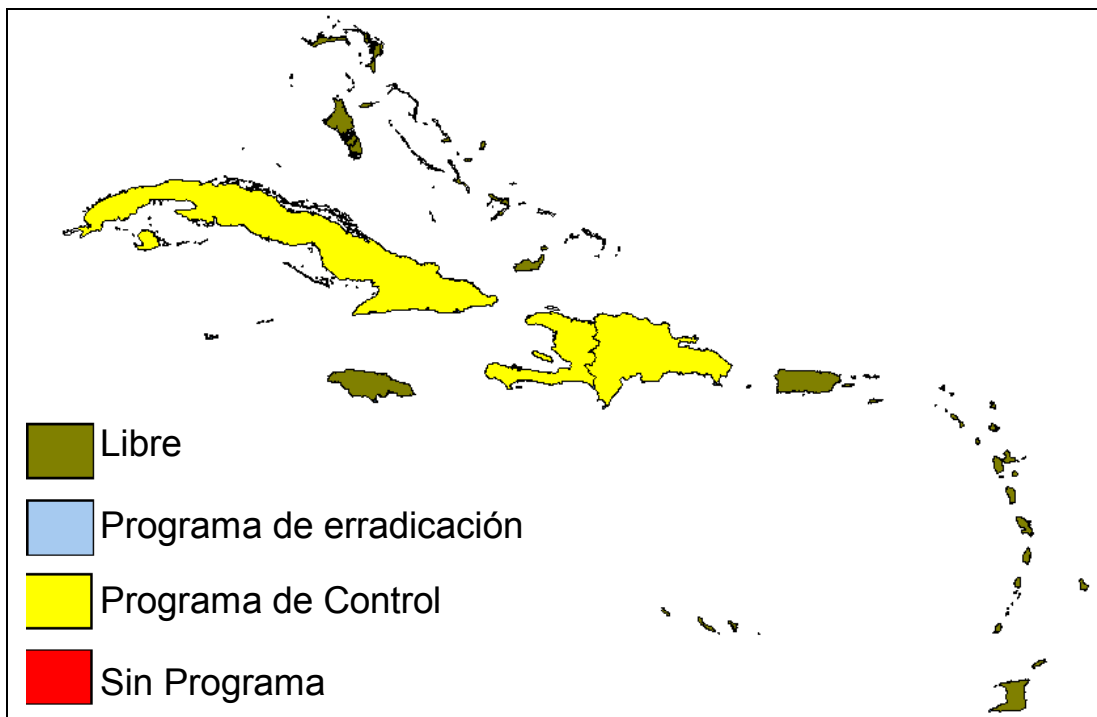 Libre
Programa de erradicación
Programa de Control
Sin Programa